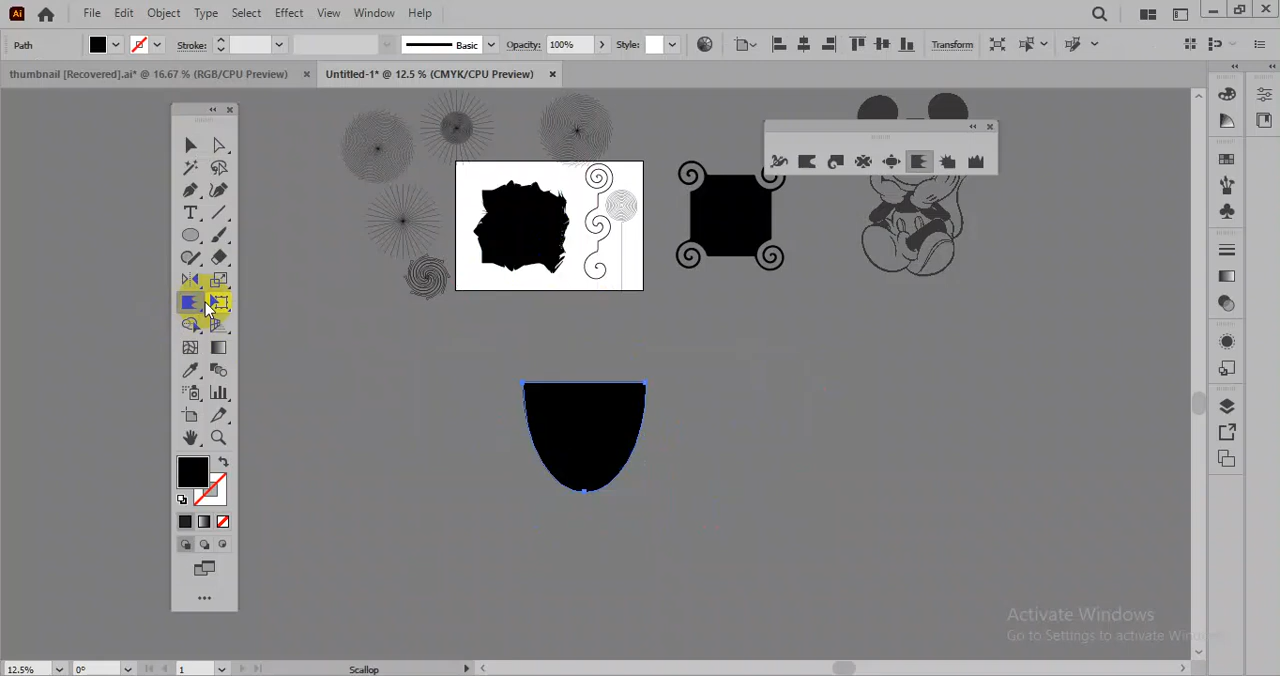 Ai File Edit Object Type Select Effect View Window Help
Path Stroke: Basic Opacity: 100% Style: Transform
thumbnail [Recovered].ai* @ 16.67 % (RGB/CPU Preview) × Untitled-1* @ 12.5 % (CMYK/CPU Preview) ×
T
Activate Windows
Go to Settings to activate Win
12.5% 0° 1 Scallop